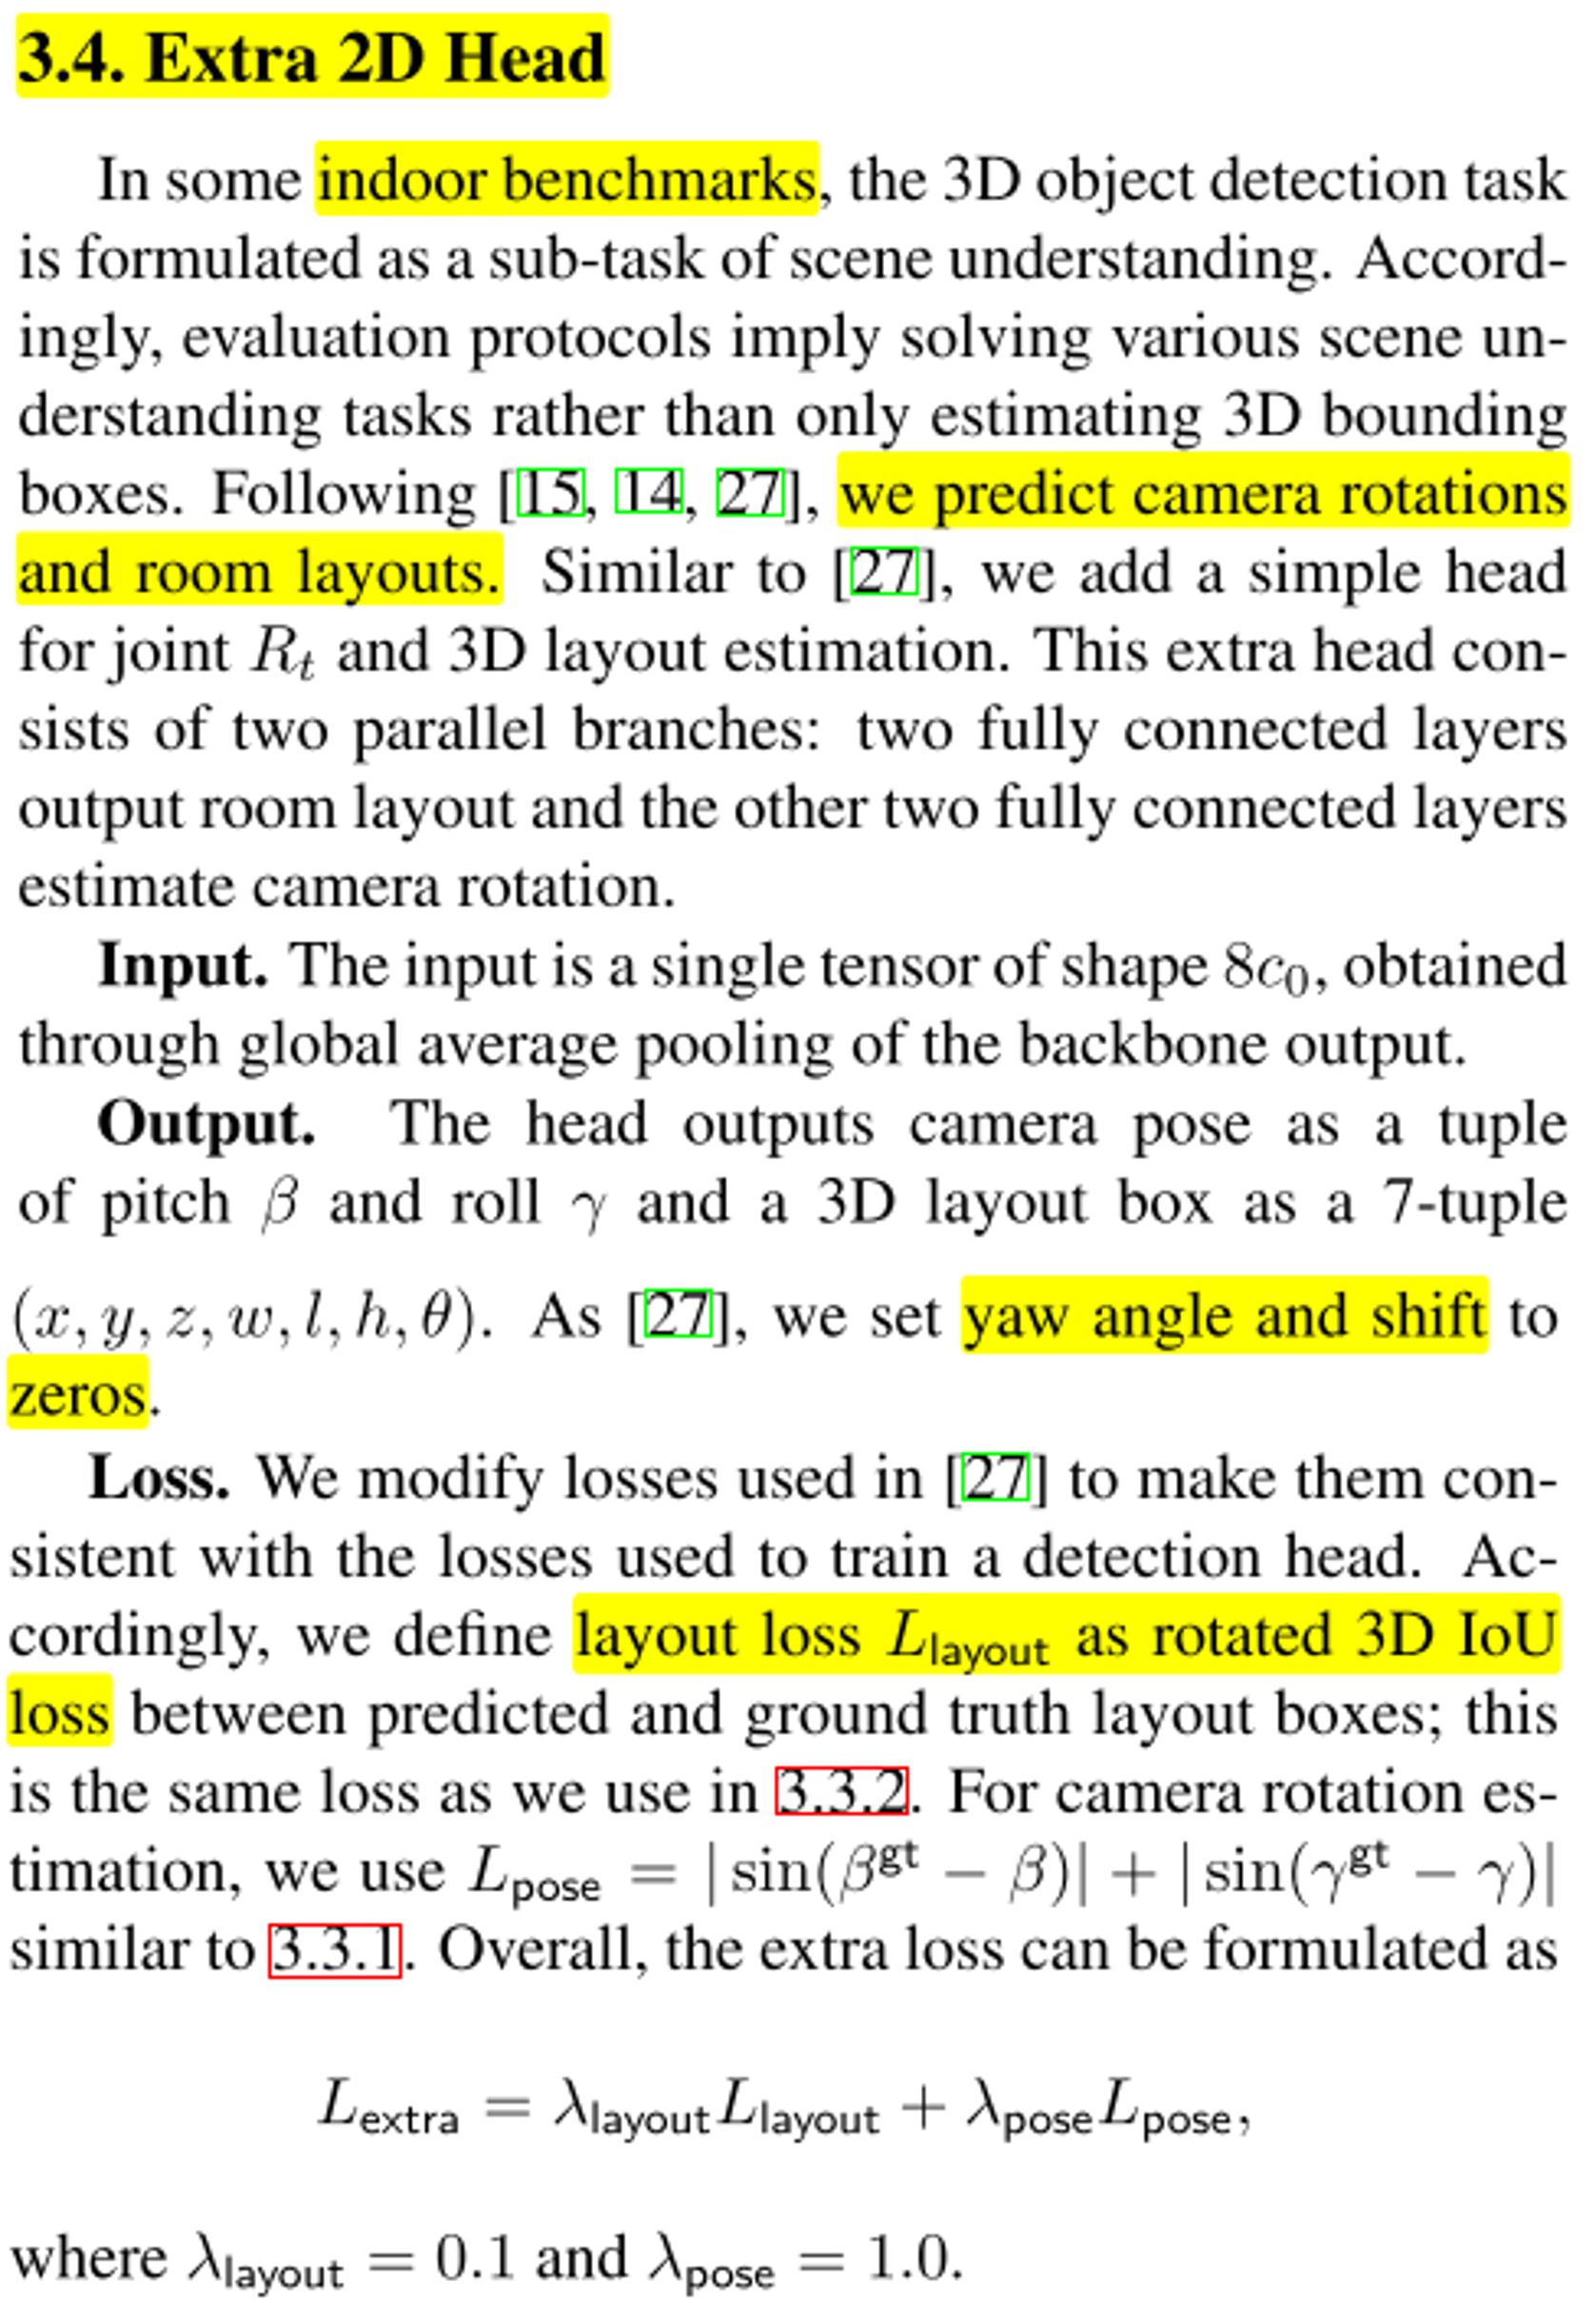 3.4. Extra 2D Head
In some indoor benchmarks, the 3D object detection task
is formulated as a sub-task of scene understanding. Accord-
ingly, evaluation protocols imply solving various scene un-
derstanding tasks rather than only estimating 3D bounding
boxes. Following [15, 14, 27], we predict camera rotations
and room layouts. Similar to [27], we add a simple head
for joint R_t and 3D layout estimation. This extra head con-
sists of two parallel branches: two fully connected layers
output room layout and the other two fully connected layers
estimate camera rotation.
Input. The input is a single tensor of shape 8c_0, obtained
through global average pooling of the backbone output.
Output. The head outputs camera pose as a tuple
of pitch β and roll γ and a 3D layout box as a 7-tuple
(x, y, z, w, l, h, θ). As [27], we set yaw angle and shift to
zeros.
Loss. We modify losses used in [27] to make them con-
sistent with the losses used to train a detection head. Ac-
cordingly, we define layout loss L_layout as rotated 3D IoU
loss between predicted and ground truth layout boxes; this
is the same loss as we use in 3.3.2. For camera rotation es-
timation, we use L_pose = | sin(β^gt − β)| + | sin(γ^gt − γ)|
similar to 3.3.1. Overall, the extra loss can be formulated as
L_extra = λ_layout L_layout + λ_pose L_pose,
where λ_layout = 0.1 and λ_pose = 1.0.